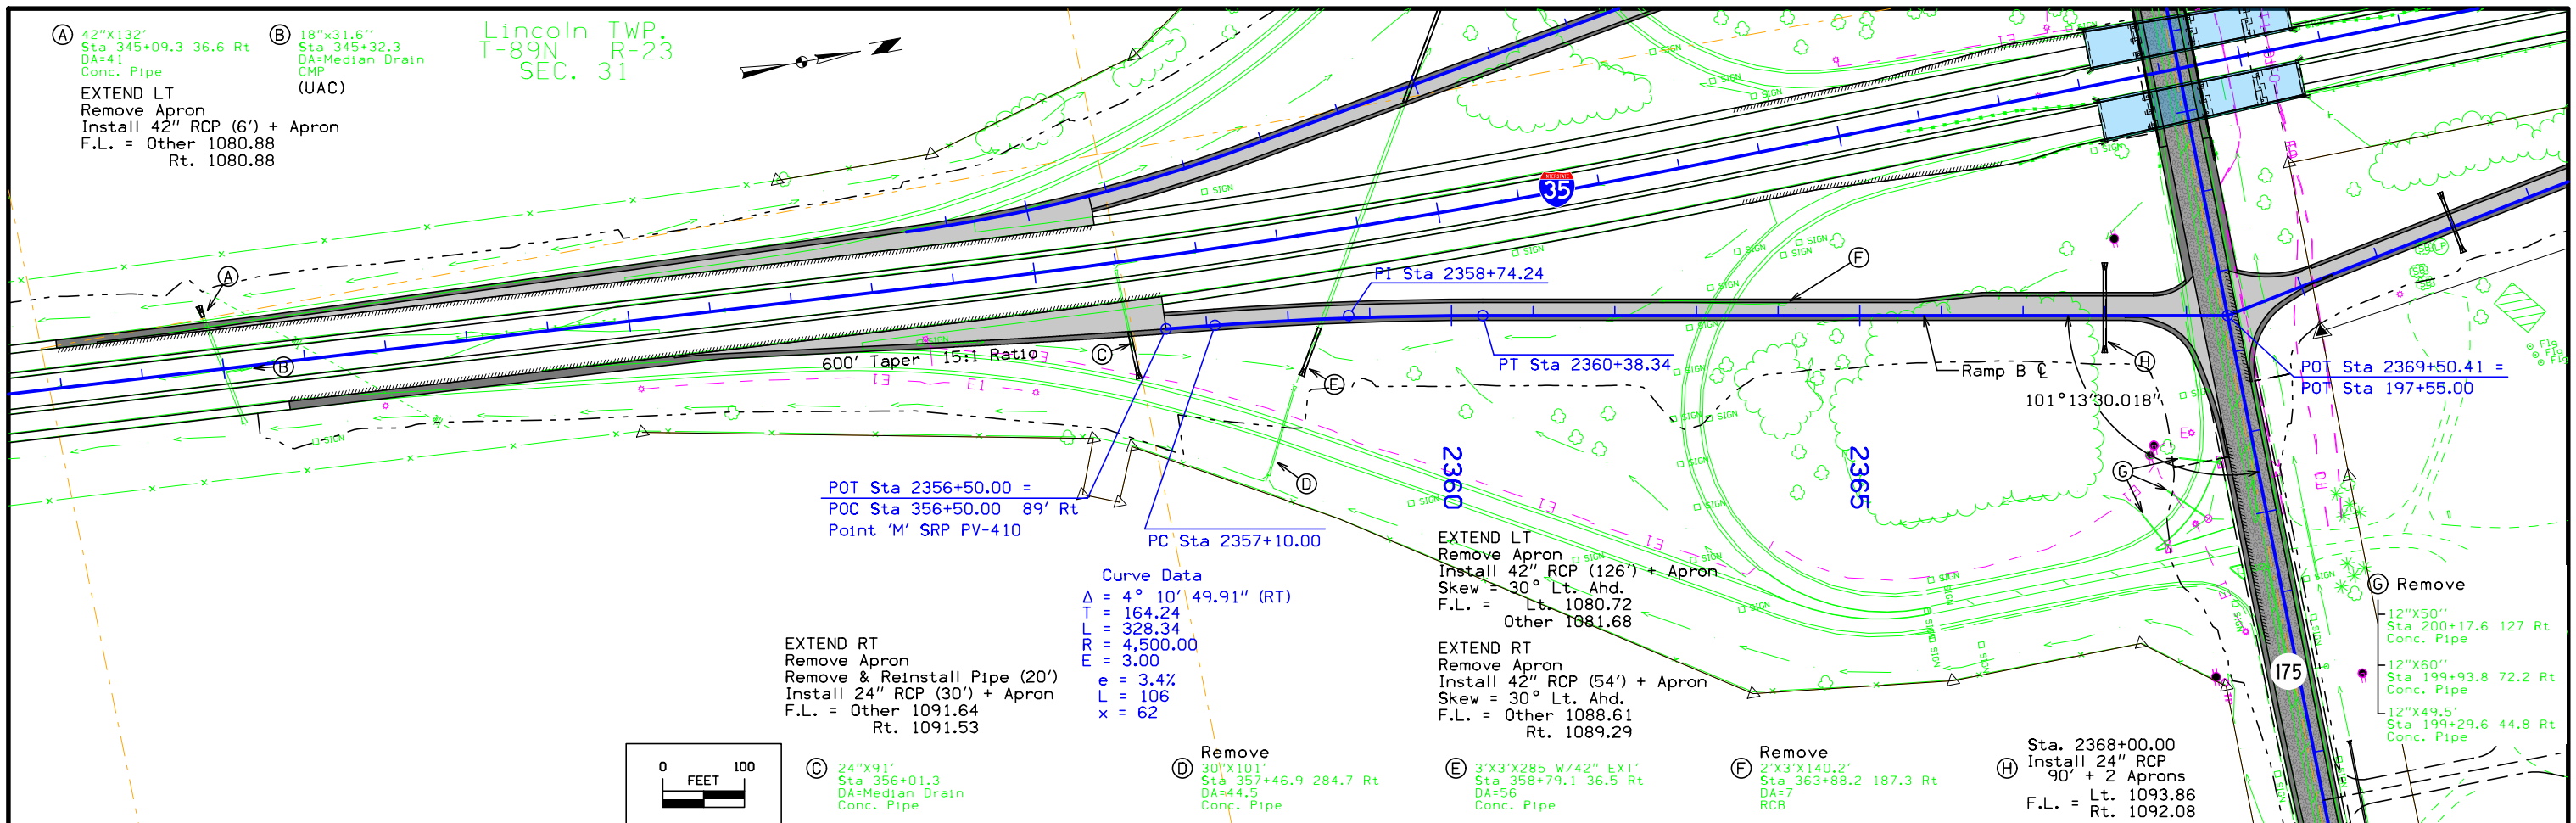 Ⓐ 42"X132'
Sta 345+09.3 36.6 Rt
DA=41
Conc. Pipe
EXTEND LT
Remove Apron
Install 42" RCP (6') + Apron
F.L. = Other 1080.88
Rt. 1080.88
Ⓑ 18"x31.6'
Sta 345+32.3
DA=Median Drain
CMP
(UAC)
Lincoln TWP.
T-89N R-23
SEC. 31
INTERSTATE
35
PI Sta 2358+74.24
PT Sta 2360+38.34
600' Taper 15:1 Ratio
Ramp B ℄
101°13'30.018"
POT Sta 2369+50.41 =
POT Sta 197+55.00
POT Sta 2356+50.00 =
POC Sta 356+50.00 89' Rt
Point 'M' SRP PV-410
PC Sta 2357+10.00
2360
2365
Curve Data
Δ = 4° 10' 49.91" (RT)
T = 164.24
L = 328.34
R = 4,500.00
E = 3.00
e = 3.4%
L = 106
x = 62
EXTEND RT
Remove Apron
Remove & Reinstall Pipe (20')
Install 24" RCP (30') + Apron
F.L. = Other 1091.64
Rt. 1091.53
EXTEND LT
Remove Apron
Install 42" RCP (126') + Apron
Skew = 30° Lt. Ahd.
F.L. = Lt. 1080.72
Other 1081.68
EXTEND RT
Remove Apron
Install 42" RCP (54') + Apron
Skew = 30° Lt. Ahd.
F.L. = Other 1088.61
Rt. 1089.29
175
Ⓖ Remove
12"X50'
Sta 200+17.6 127 Rt
Conc. Pipe
12"X60'
Sta 199+93.8 72.2 Rt
Conc. Pipe
12"X49.5'
Sta 199+29.6 44.8 Rt
Conc. Pipe
0 100
FEET
Ⓒ 24"X91'
Sta 356+01.3
DA=Median Drain
Conc. Pipe
Remove
Ⓓ 30"X101'
Sta 357+46.9 284.7 Rt
DA=44.5
Conc. Pipe
Ⓔ 3'X3'X285 W/42" EXT'
Sta 358+79.1 36.5 Rt
DA=56
Conc. Pipe
Remove
Ⓕ 2'X3'X140.2'
Sta 363+88.2 187.3 Rt
DA=7
RCB
Ⓗ Sta. 2368+00.00
Install 24" RCP
90' + 2 Aprons
F.L. = Lt. 1093.86
Rt. 1092.08